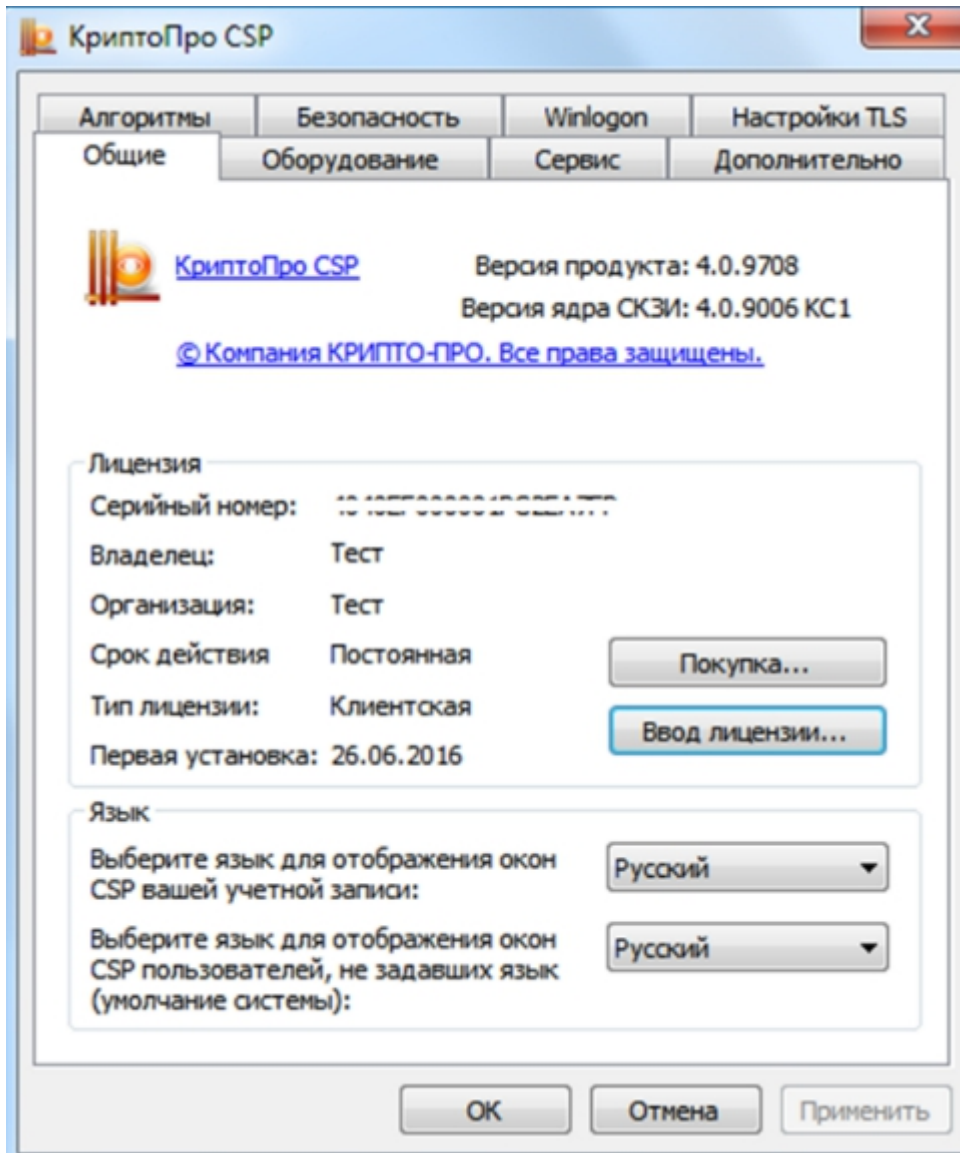 КриптоПро CSP
Алгоритмы Безопасность Winlogon Настройки TLS
Общие Оборудование Сервис Дополнительно
КриптоПро CSP Версия продукта: 4.0.9708
Версия ядра СКЗИ: 4.0.9006 КС1
© Компания КРИПТО-ПРО. Все права защищены.
Лицензия
Серийный номер:
Владелец: Тест
Организация: Тест
Срок действия Постоянная
Покупка...
Тип лицензии: Клиентская
Ввод лицензии...
Первая установка: 26.06.2016
Язык
Выберите язык для отображения окон
CSP вашей учетной записи:
Русский
Выберите язык для отображения окон
CSP пользователей, не задавших язык
(умолчание системы):
Русский
ОК Отмена Применить